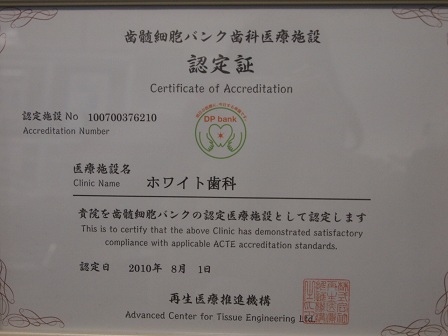 歯髄細胞バンク歯科医療施設
認定証
Certificate of Accreditation
認定施設 No 100700376210
Accreditation Number
DP bank
医療施設名
Clinic Name ホワイト歯科
貴院を歯髄細胞バンクの認定医療施設として認定します
This is to certify that the above Clinic has demonstrated satisfactory
compliance with applicable ACTE accreditation standards.
認定日 2010年 8月 1日
再生医療推進機構
Advanced Center for Tissue Engineering Ltd.